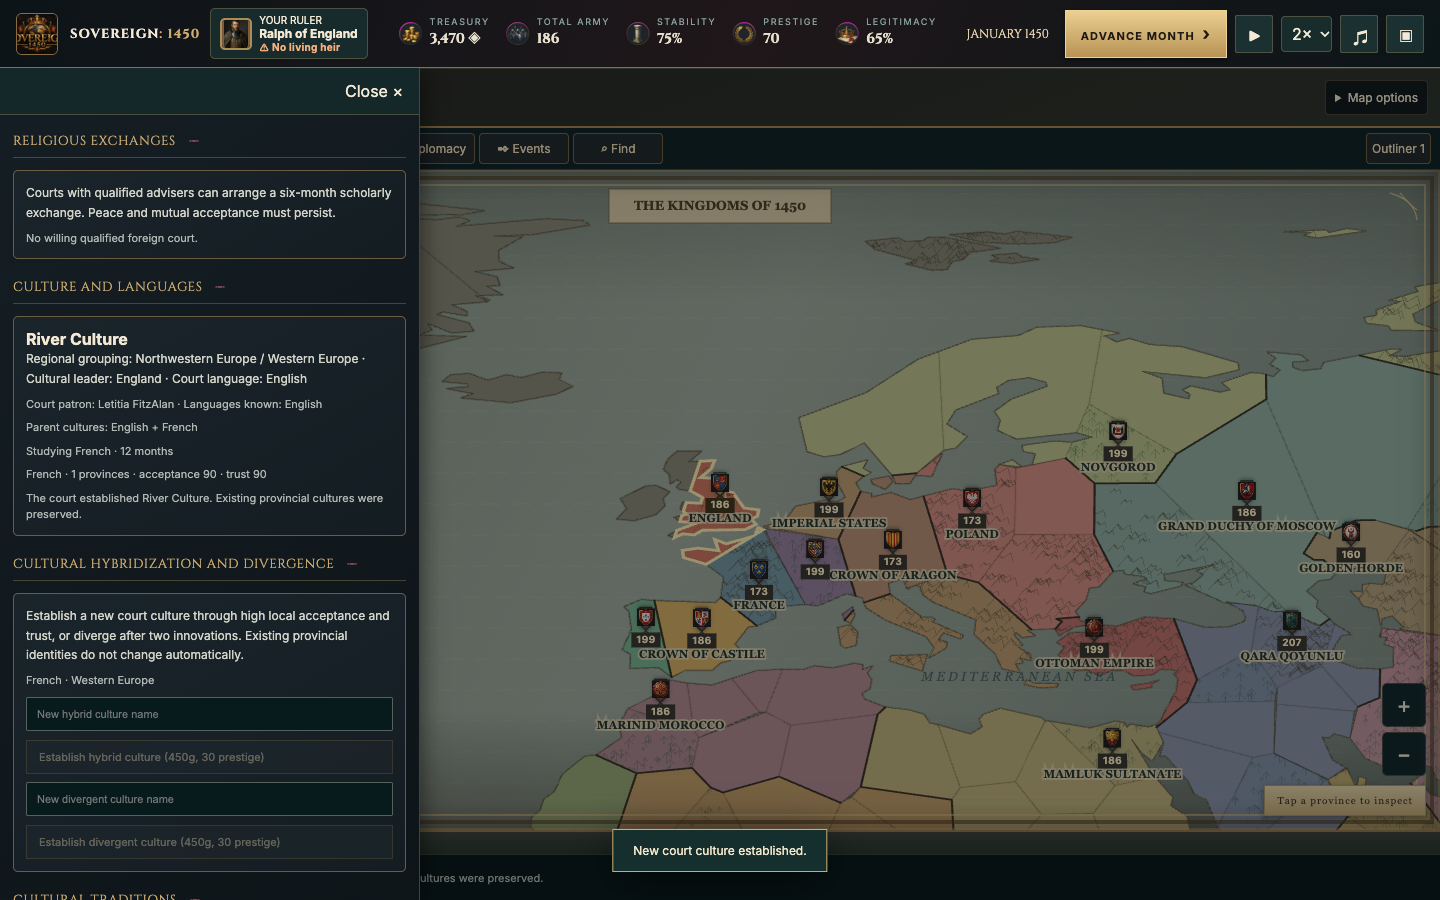 SOVEREIGN: 1450
YOUR RULER
Ralph of England
⚠ No living heir
TREASURY
3,470 ◈
TOTAL ARMY
186
STABILITY
75%
PRESTIGE
70
LEGITIMACY
65%
JANUARY 1450
ADVANCE MONTH ›
2×
Close ×
▸ Map options
plomacy
Events
Find
Outliner 1
RELIGIOUS EXCHANGES
Courts with qualified advisers can arrange a six-month scholarly
exchange. Peace and mutual acceptance must persist.
No willing qualified foreign court.
CULTURE AND LANGUAGES
River Culture
Regional grouping: Northwestern Europe / Western Europe ·
Cultural leader: England · Court language: English
Court patron: Letitia FitzAlan · Languages known: English
Parent cultures: English + French
Studying French · 12 months
French · 1 provinces · acceptance 90 · trust 90
The court established River Culture. Existing provincial cultures were
preserved.
CULTURAL HYBRIDIZATION AND DIVERGENCE
Establish a new court culture through high local acceptance and
trust, or diverge after two innovations. Existing provincial
identities do not change automatically.
French · Western Europe
New hybrid culture name
Establish hybrid culture (450g, 30 prestige)
New divergent culture name
Establish divergent culture (450g, 30 prestige)
CULTURAL TRADITIONS
THE KINGDOMS OF 1450
199
NOVGOROD
186
ENGLAND
199
IMPERIAL STATES
173
POLAND
186
GRAND DUCHY OF MOSCOW
160
GOLDEN HORDE
199
173
CROWN OF ARAGON
173
FRANCE
199
186
CROWN OF CASTILE
199
OTTOMAN EMPIRE
207
QARA QOYUNLU
MEDITERRANEAN SEA
186
MARINID MOROCCO
186
MAMLUK SULTANATE
+
−
Tap a province to inspect
New court culture established.
ultures were preserved.